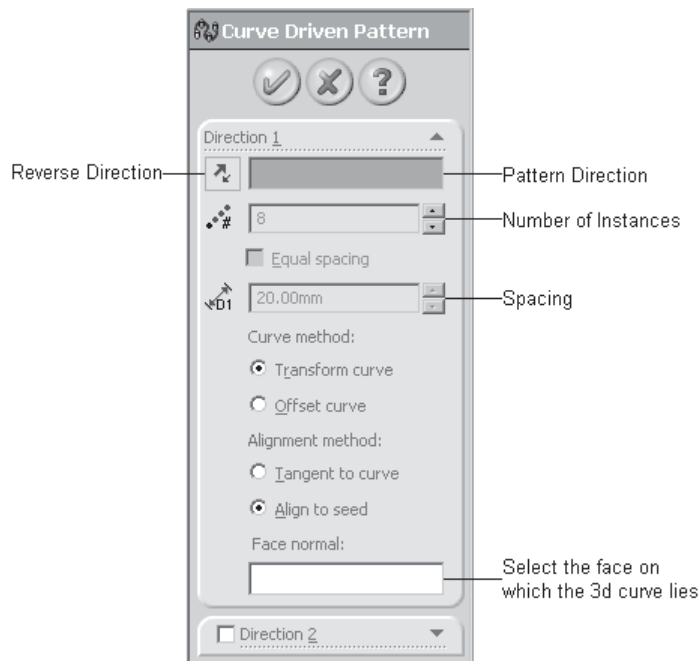 Curve Driven Pattern
Direction 1
Reverse Direction
Pattern Direction
#
8
Number of Instances
Equal spacing
D1
20.00mm
Spacing
Curve method:
Transform curve
Offset curve
Alignment method:
Tangent to curve
Align to seed
Face normal:
Select the face on
which the 3d curve lies
Direction 2